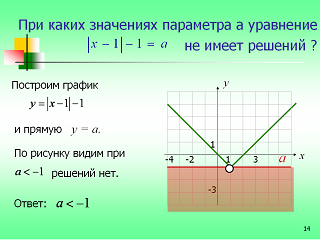 При каких значениях параметра а уравнение
|x − 1| − 1 = a не имеет решений ?
Построим график
y = |x − 1| − 1
и прямую y = a.
По рисунку видим при
a < −1 решений нет.
Ответ: a < −1
y
1
-4 -2 1 3 a x
-3
14